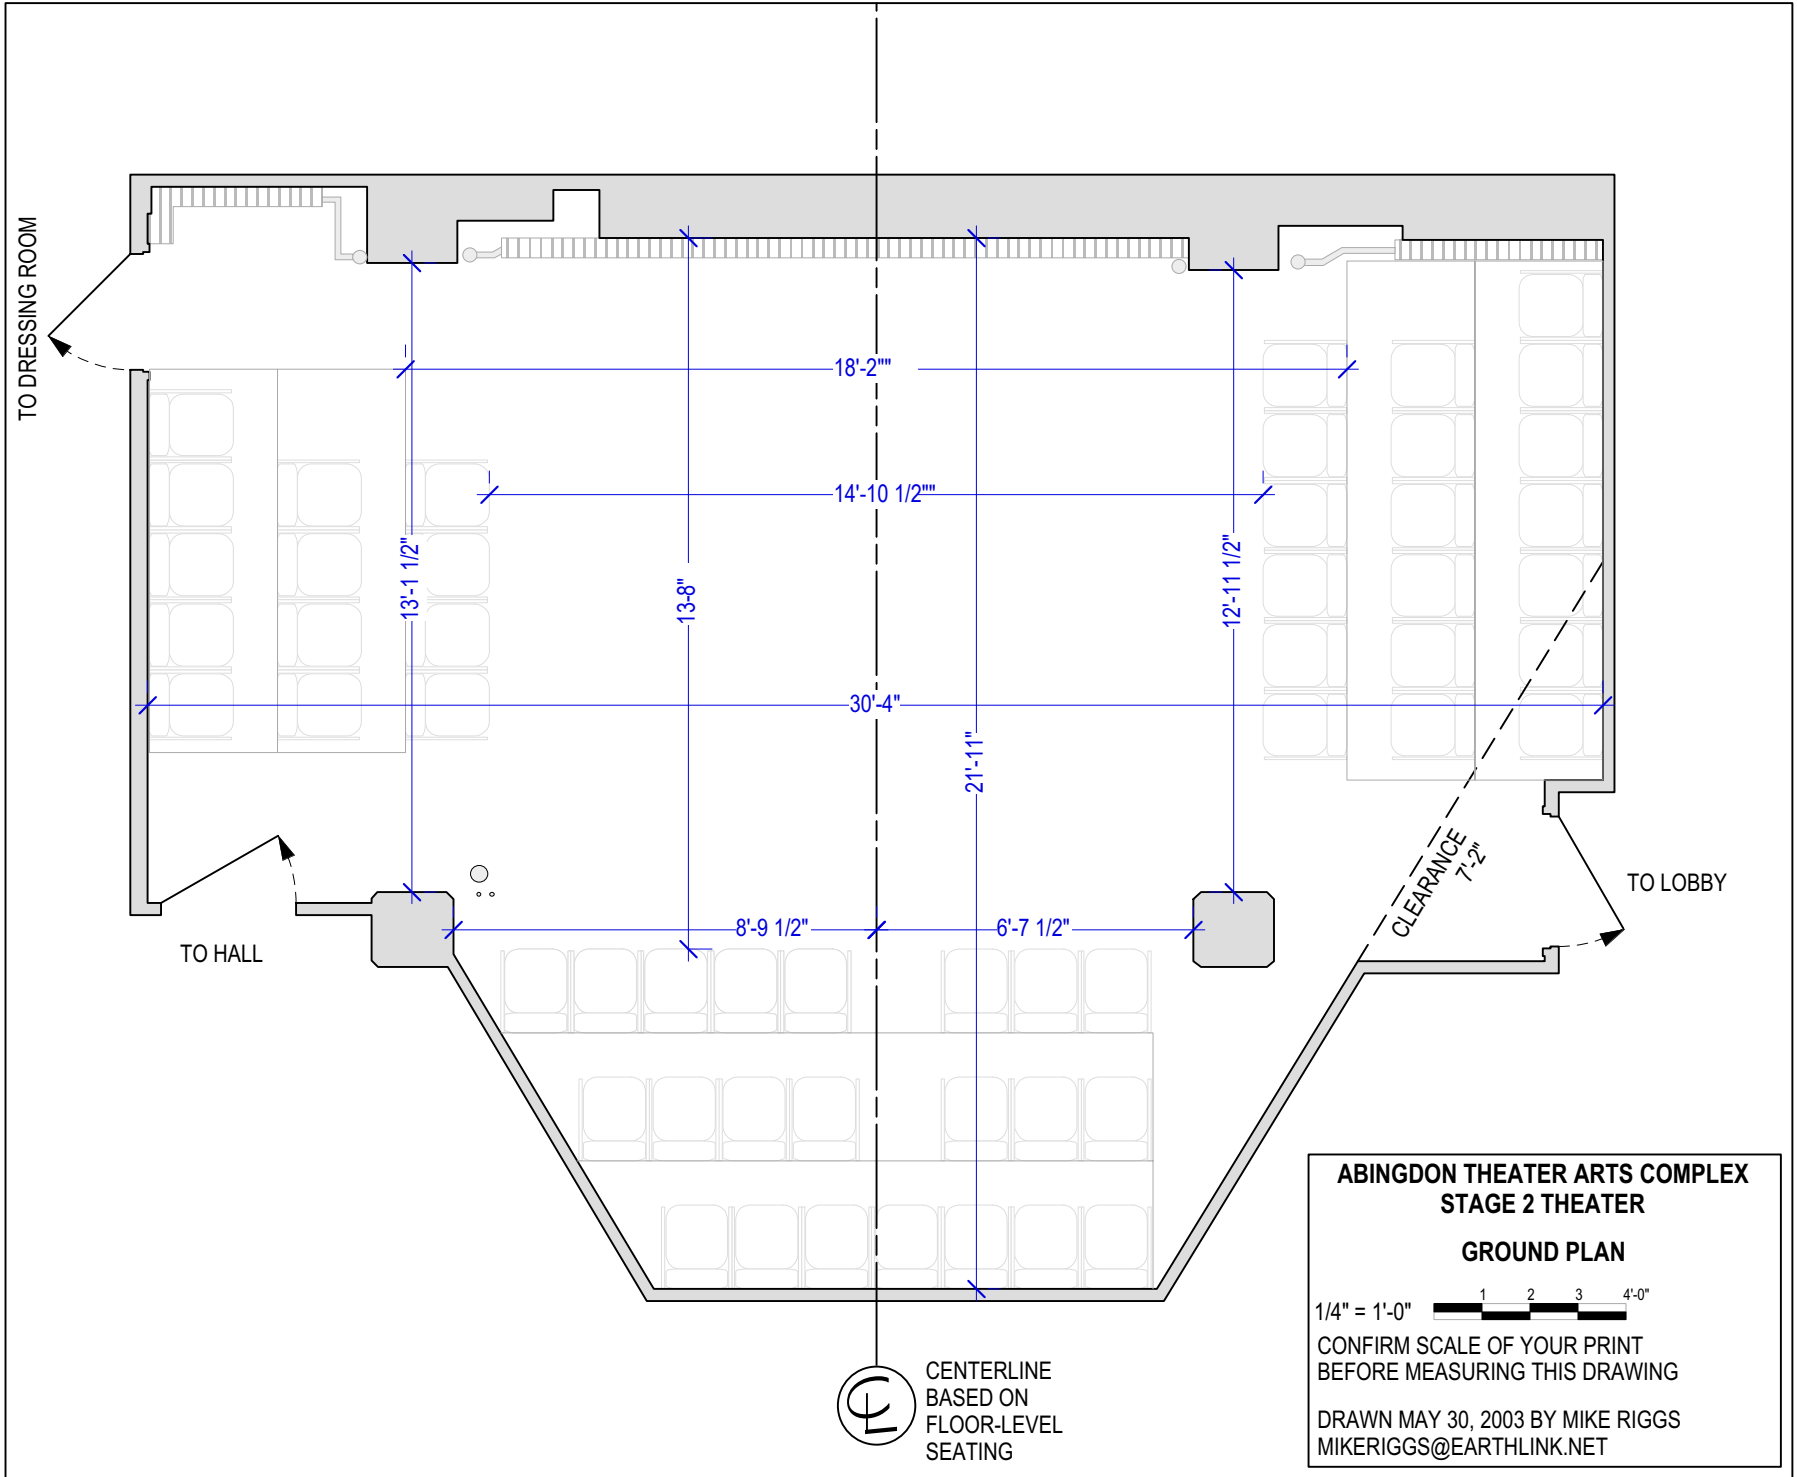 TO DRESSING ROOM
18'-2""
14'-10 1/2""
13'-1 1/2"
13-8"
12'-11 1/2"
30'-4"
21'-11"
CLEARANCE
7'-2"
TO LOBBY
8'-9 1/2"
6'-7 1/2"
TO HALL
ABINGDON THEATER ARTS COMPLEX
STAGE 2 THEATER
GROUND PLAN
1 2 3 4'-0"
1/4" = 1'-0"
CONFIRM SCALE OF YOUR PRINT
BEFORE MEASURING THIS DRAWING
DRAWN MAY 30, 2003 BY MIKE RIGGS
MIKERIGGS@EARTHLINK.NET
CL
CENTERLINE
BASED ON
FLOOR-LEVEL
SEATING